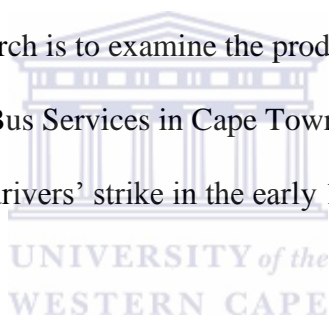 rch is to examine the prod
Bus Services in Cape Town
rivers' strike in the early
UNIVERSITY of the
WESTERN CAPE